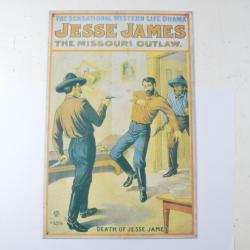 THE SENSATIONAL WESTERN LIFE DRAMA
JESSE JAMES
THE MISSOURI OUTLAW.
DEATH OF JESSE JAMES